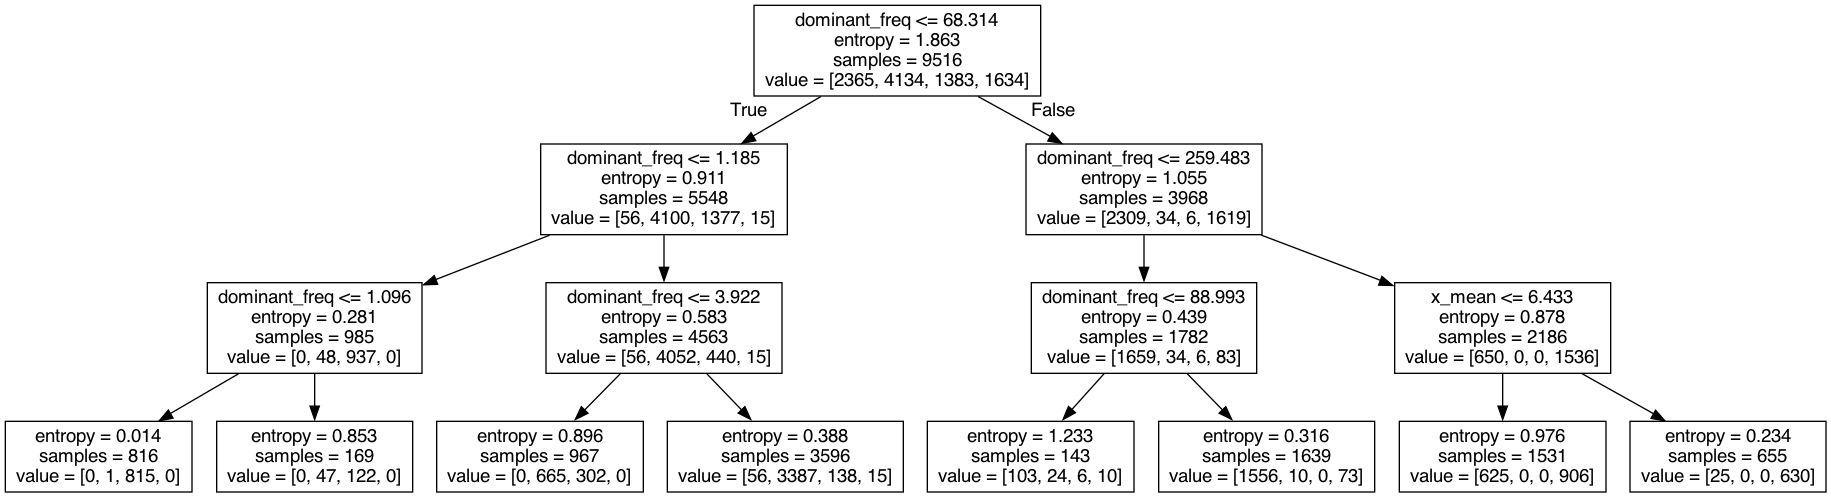 dominant_freq <= 68.314
entropy = 1.863
samples = 9516
value = [2365, 4134, 1383, 1634]
True
False
dominant_freq <= 1.185
entropy = 0.911
samples = 5548
value = [56, 4100, 1377, 15]
dominant_freq <= 259.483
entropy = 1.055
samples = 3968
value = [2309, 34, 6, 1619]
dominant_freq <= 1.096
entropy = 0.281
samples = 985
value = [0, 48, 937, 0]
dominant_freq <= 3.922
entropy = 0.583
samples = 4563
value = [56, 4052, 440, 15]
dominant_freq <= 88.993
entropy = 0.439
samples = 1782
value = [1659, 34, 6, 83]
x_mean <= 6.433
entropy = 0.878
samples = 2186
value = [650, 0, 0, 1536]
entropy = 0.014
samples = 816
value = [0, 1, 815, 0]
entropy = 0.853
samples = 169
value = [0, 47, 122, 0]
entropy = 0.896
samples = 967
value = [0, 665, 302, 0]
entropy = 0.388
samples = 3596
value = [56, 3387, 138, 15]
entropy = 1.233
samples = 143
value = [103, 24, 6, 10]
entropy = 0.316
samples = 1639
value = [1556, 10, 0, 73]
entropy = 0.976
samples = 1531
value = [625, 0, 0, 906]
entropy = 0.234
samples = 655
value = [25, 0, 0, 630]